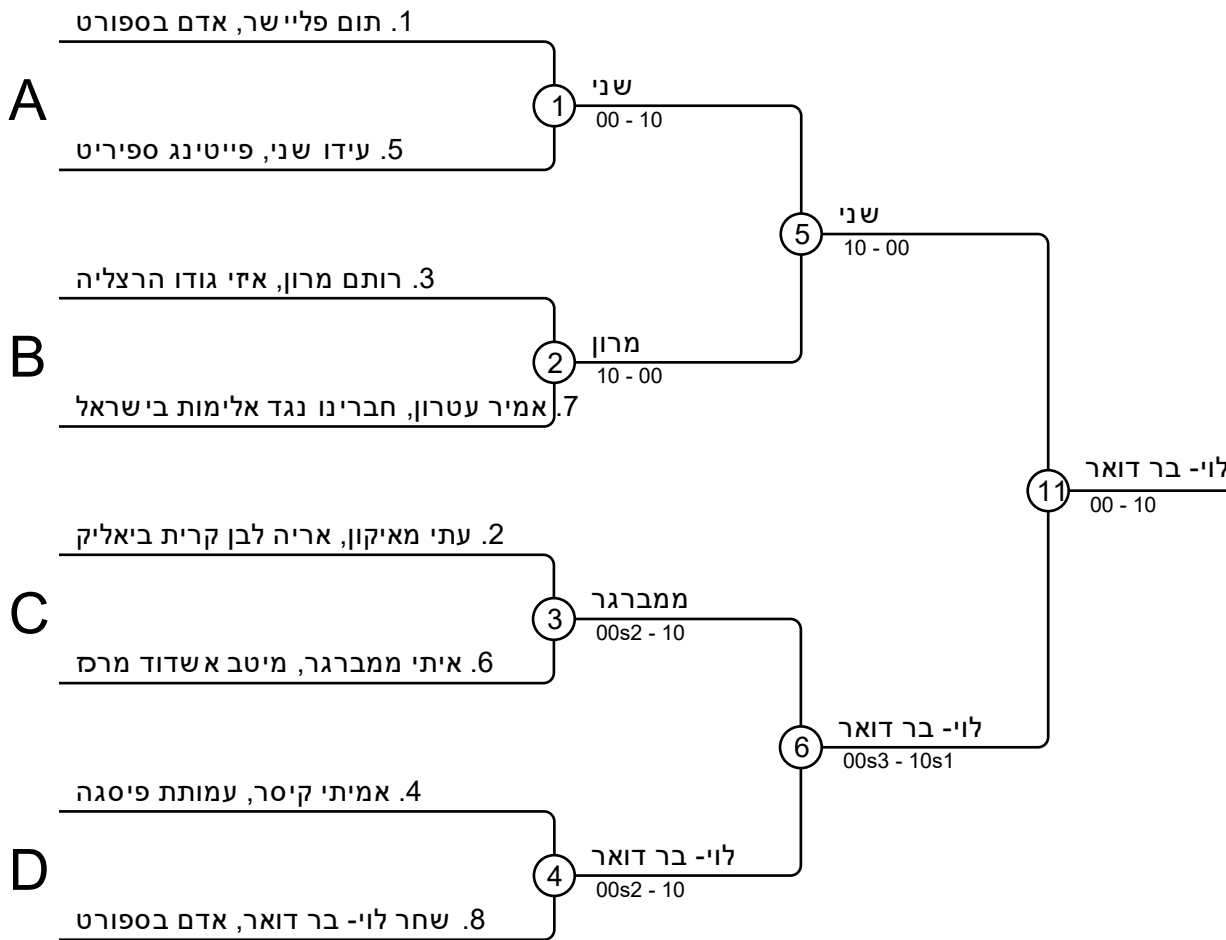 1. תום פליישר, אדם בספורט
A
1
שני
00 - 10
5. עידו שני, פייטינג ספיריט
5
שני
10 - 00
3. רותם מרון, איזי גודו הרצליה
B
2
מרון
10 - 00
7. אמיר עטרון, חברינו נגד אלימות בישראל
11
לוי- בר דואר
00 - 10
2. עתי מאיקון, אריה לבן קרית ביאליק
C
3
ממברגר
00s2 - 10
6. איתי ממברגר, מיטב אשדוד מרכז
6
לוי- בר דואר
00s3 - 10s1
4. אמיתי קיסר, עמותת פיסגה
D
4
לוי- בר דואר
00s2 - 10
8. שחר לוי- בר דואר, אדם בספורט